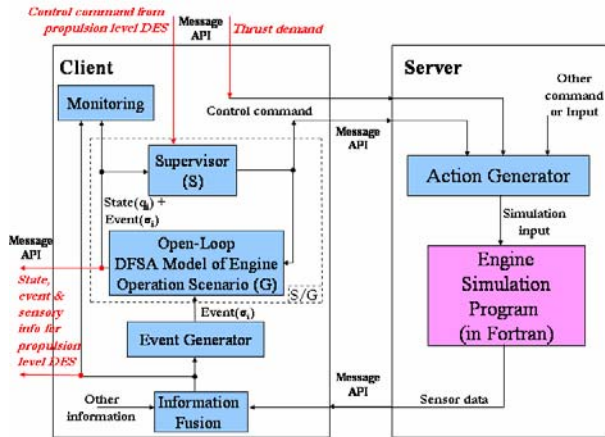 Control command from
propulsion level DES
Message
API
Thrust demand
Client
Server
Monitoring
Control command
Message
API
Other
command
or Input
Supervisor
(S)
Action Generator
State(qᵢ) +
Event(σᵢ)
Simulation
input
Message
API
Open-Loop
DFSA Model of Engine
Operation Scenario (G)
S/G
Engine
Simulation
Program
(in Fortran)
State,
event &
sensory
info for
propulsion
level DES
Event(σᵢ)
Event Generator
Other
information
Information
Fusion
Message
API
Sensor data